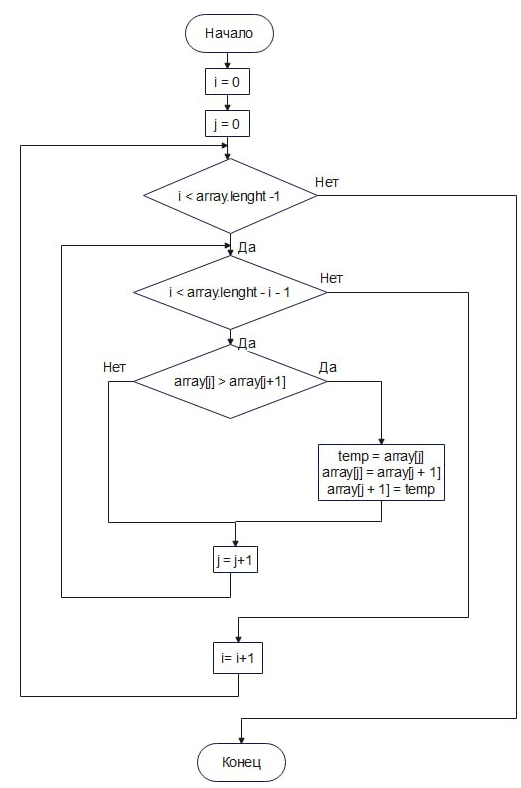 Начало
i = 0
j = 0
i < array.lenght -1
Нет
Да
i < array.lenght - i - 1
Нет
Да
Нет
array[j] > array[j+1]
Да
temp = array[j]
array[j] = array[j + 1]
array[j + 1] = temp
j = j+1
i= i+1
Конец